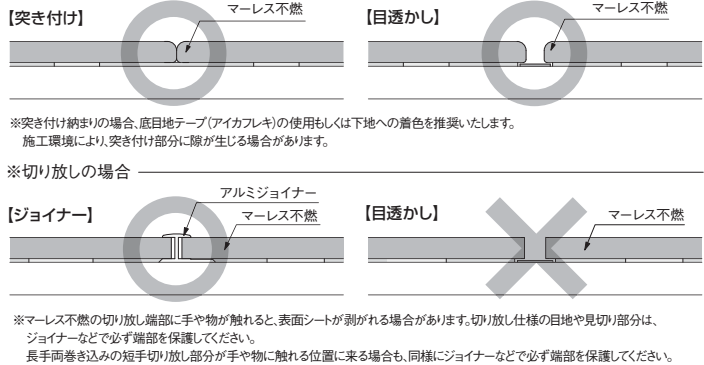 【突き付け】
マーレス不燃
【目透かし】
マーレス不燃
※突き付け納まりの場合、底目地テープ(アイカフレキ)の使用もしくは下地への着色を推奨いたします。
施工環境により、突き付け部分に隙が生じる場合があります。
※切り放しの場合
【ジョイナー】
アルミジョイナー
マーレス不燃
【目透かし】
マーレス不燃
※マーレス不燃の切り放し端部に手や物が触れると、表面シートが剥がれる場合があります。切り放し仕様の目地や見切り部分は、
ジョイナーなどで必ず端部を保護してください。
長手両巻き込みの短手切り放し部分が手や物に触れる位置に来る場合も、同様にジョイナーなどで必ず端部を保護してください。